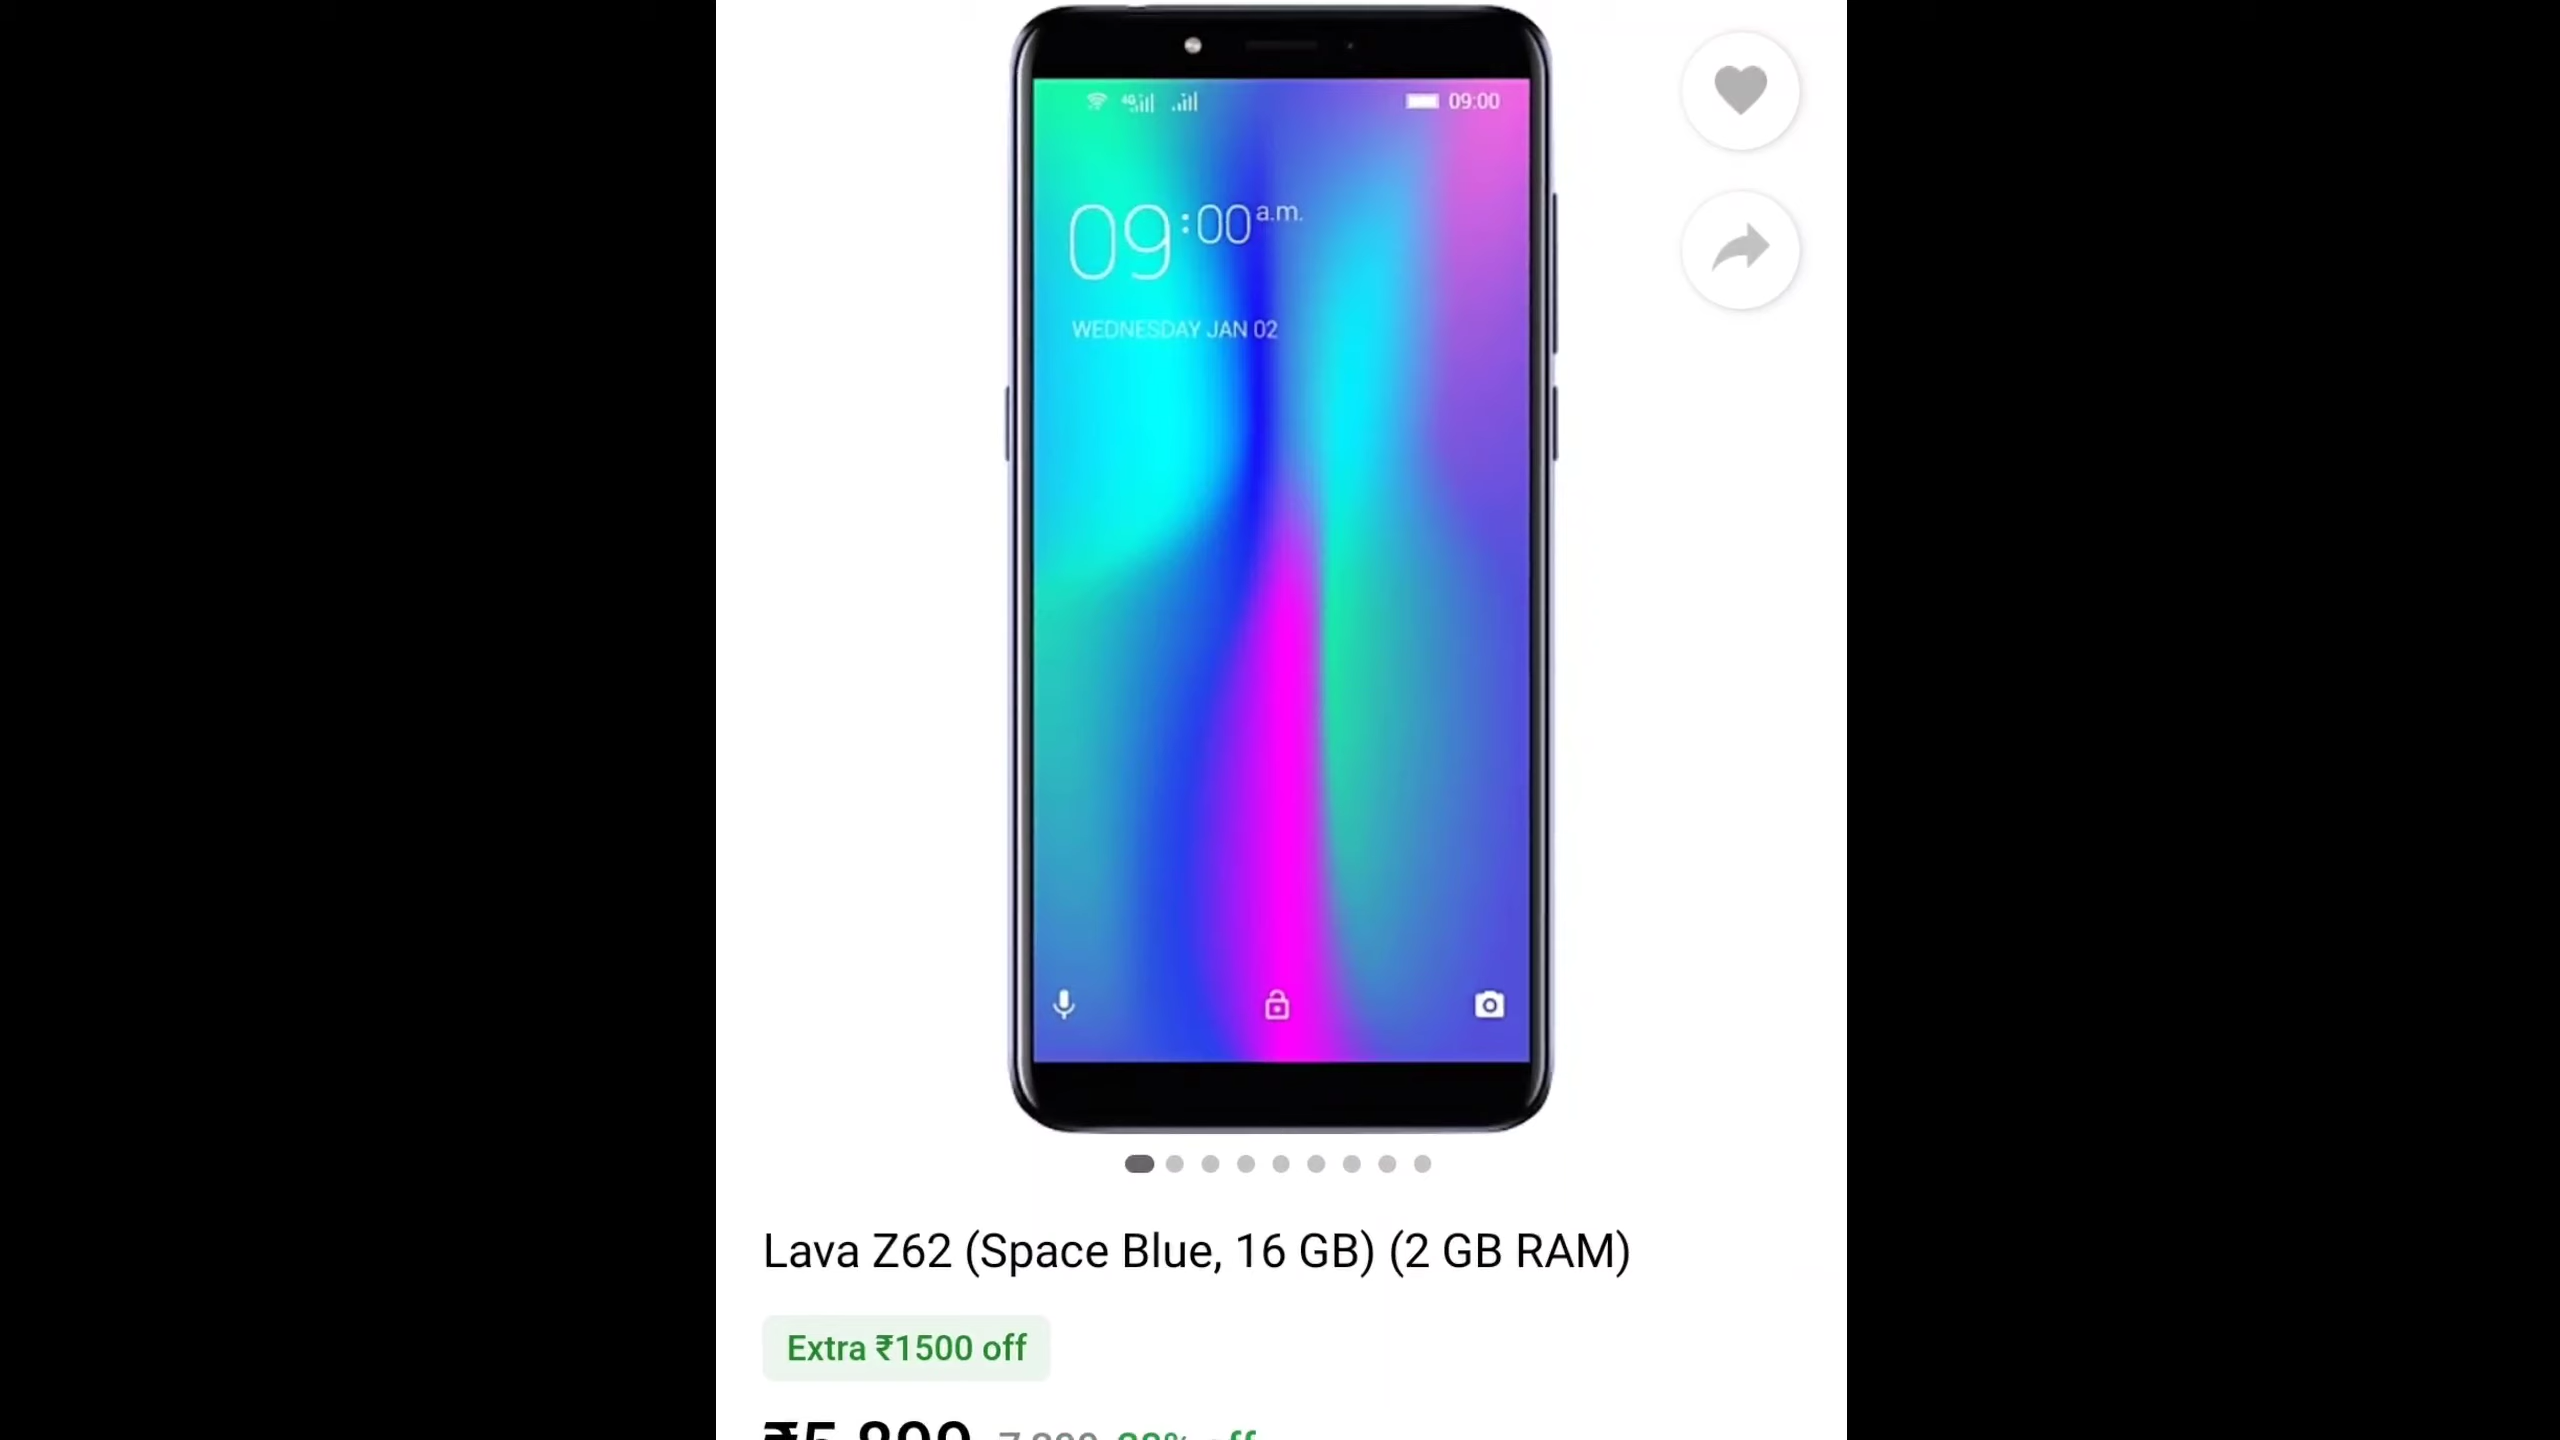 09:00
09:00 a.m.
WEDNESDAY JAN 02
Lava Z62 (Space Blue, 16 GB) (2 GB RAM)
Extra ₹1500 off